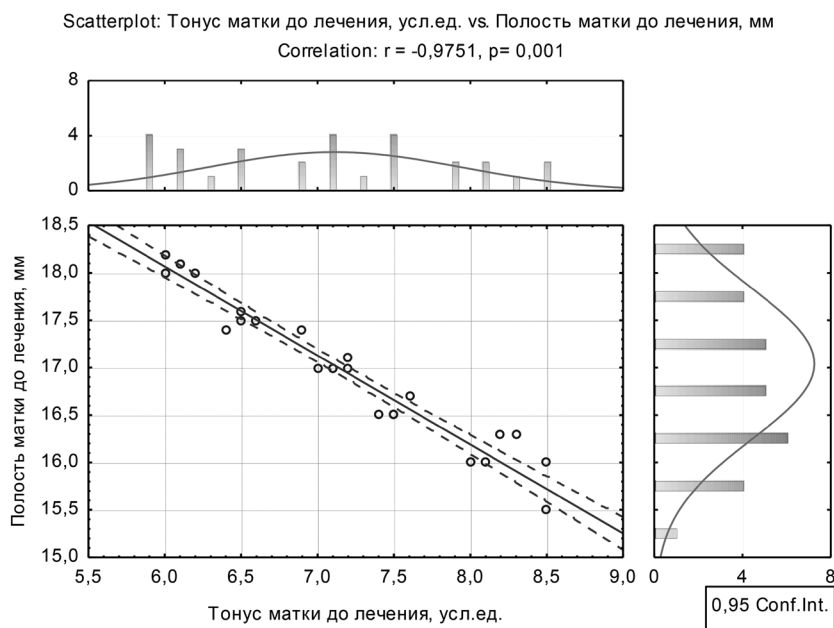 Scatterplot: Тонус матки до лечения, усл.ед. vs. Полость матки до лечения, мм
Correlation: r = -0,9751, p= 0,001
8
4
0
18,5
18,0
17,5
17,0
16,5
16,0
15,5
15,0
Полость матки до лечения, мм
5,5 6,0 6,5 7,0 7,5 8,0 8,5 9,0
0 4 8
Тонус матки до лечения, усл.ед.
0,95 Conf.Int.